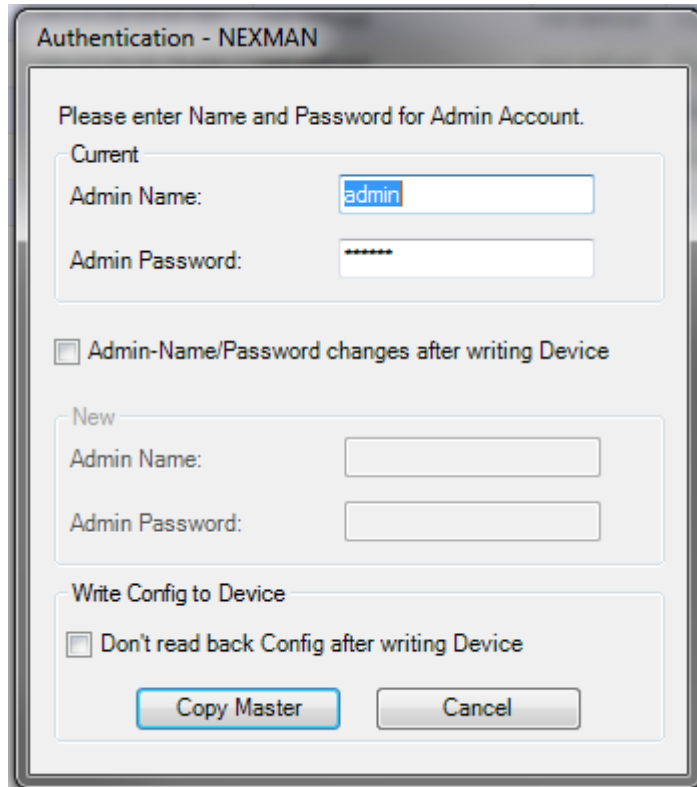 Authentication - NEXMAN
Please enter Name and Password for Admin Account.
Current
Admin Name: admin
Admin Password: ******
Admin-Name/Password changes after writing Device
New
Admin Name:
Admin Password:
Write Config to Device
Don't read back Config after writing Device
Copy Master Cancel